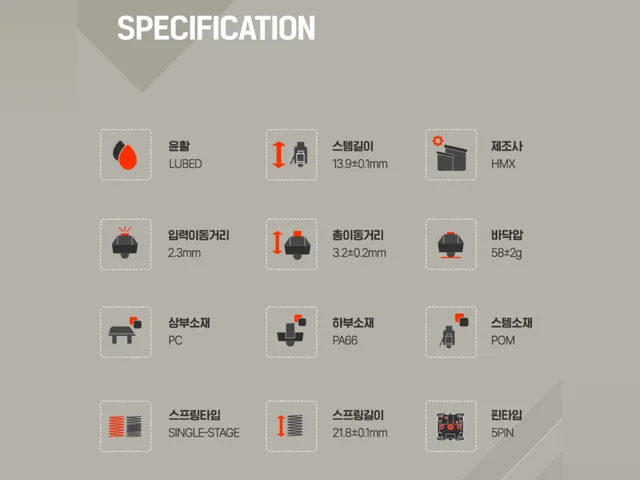 SPECIFICATION
윤활
LUBED
스템길이
13.9±0.1mm
제조사
HMX
입력이동거리
2.3mm
총이동거리
3.2±0.2mm
바닥압
58±2g
상부소재
PC
하부소재
PA66
스템소재
POM
스프링타입
SINGLE-STAGE
스프링길이
21.8±0.1mm
핀타입
5PIN